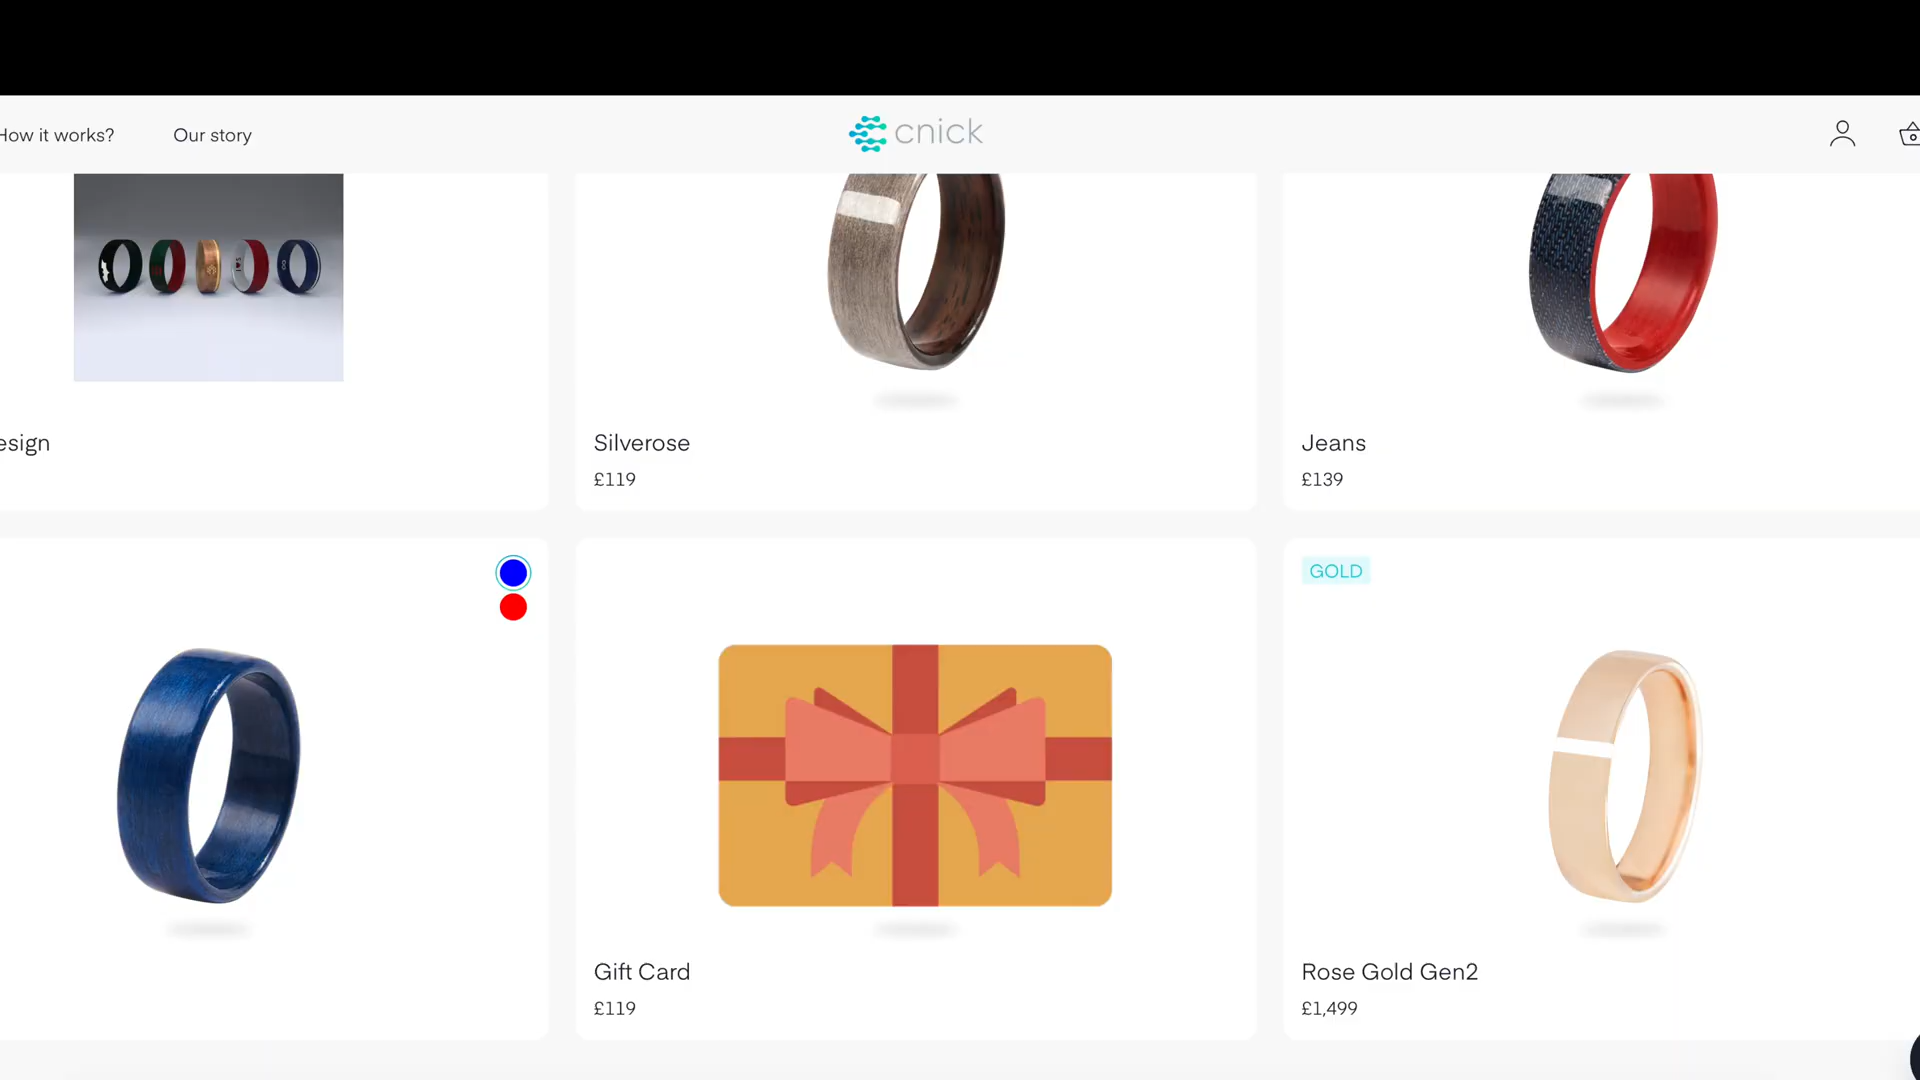 How it works?
Our story
cnick
esign
Silverose
£119
Jeans
£139
GOLD
Gift Card
£119
Rose Gold Gen2
£1,499